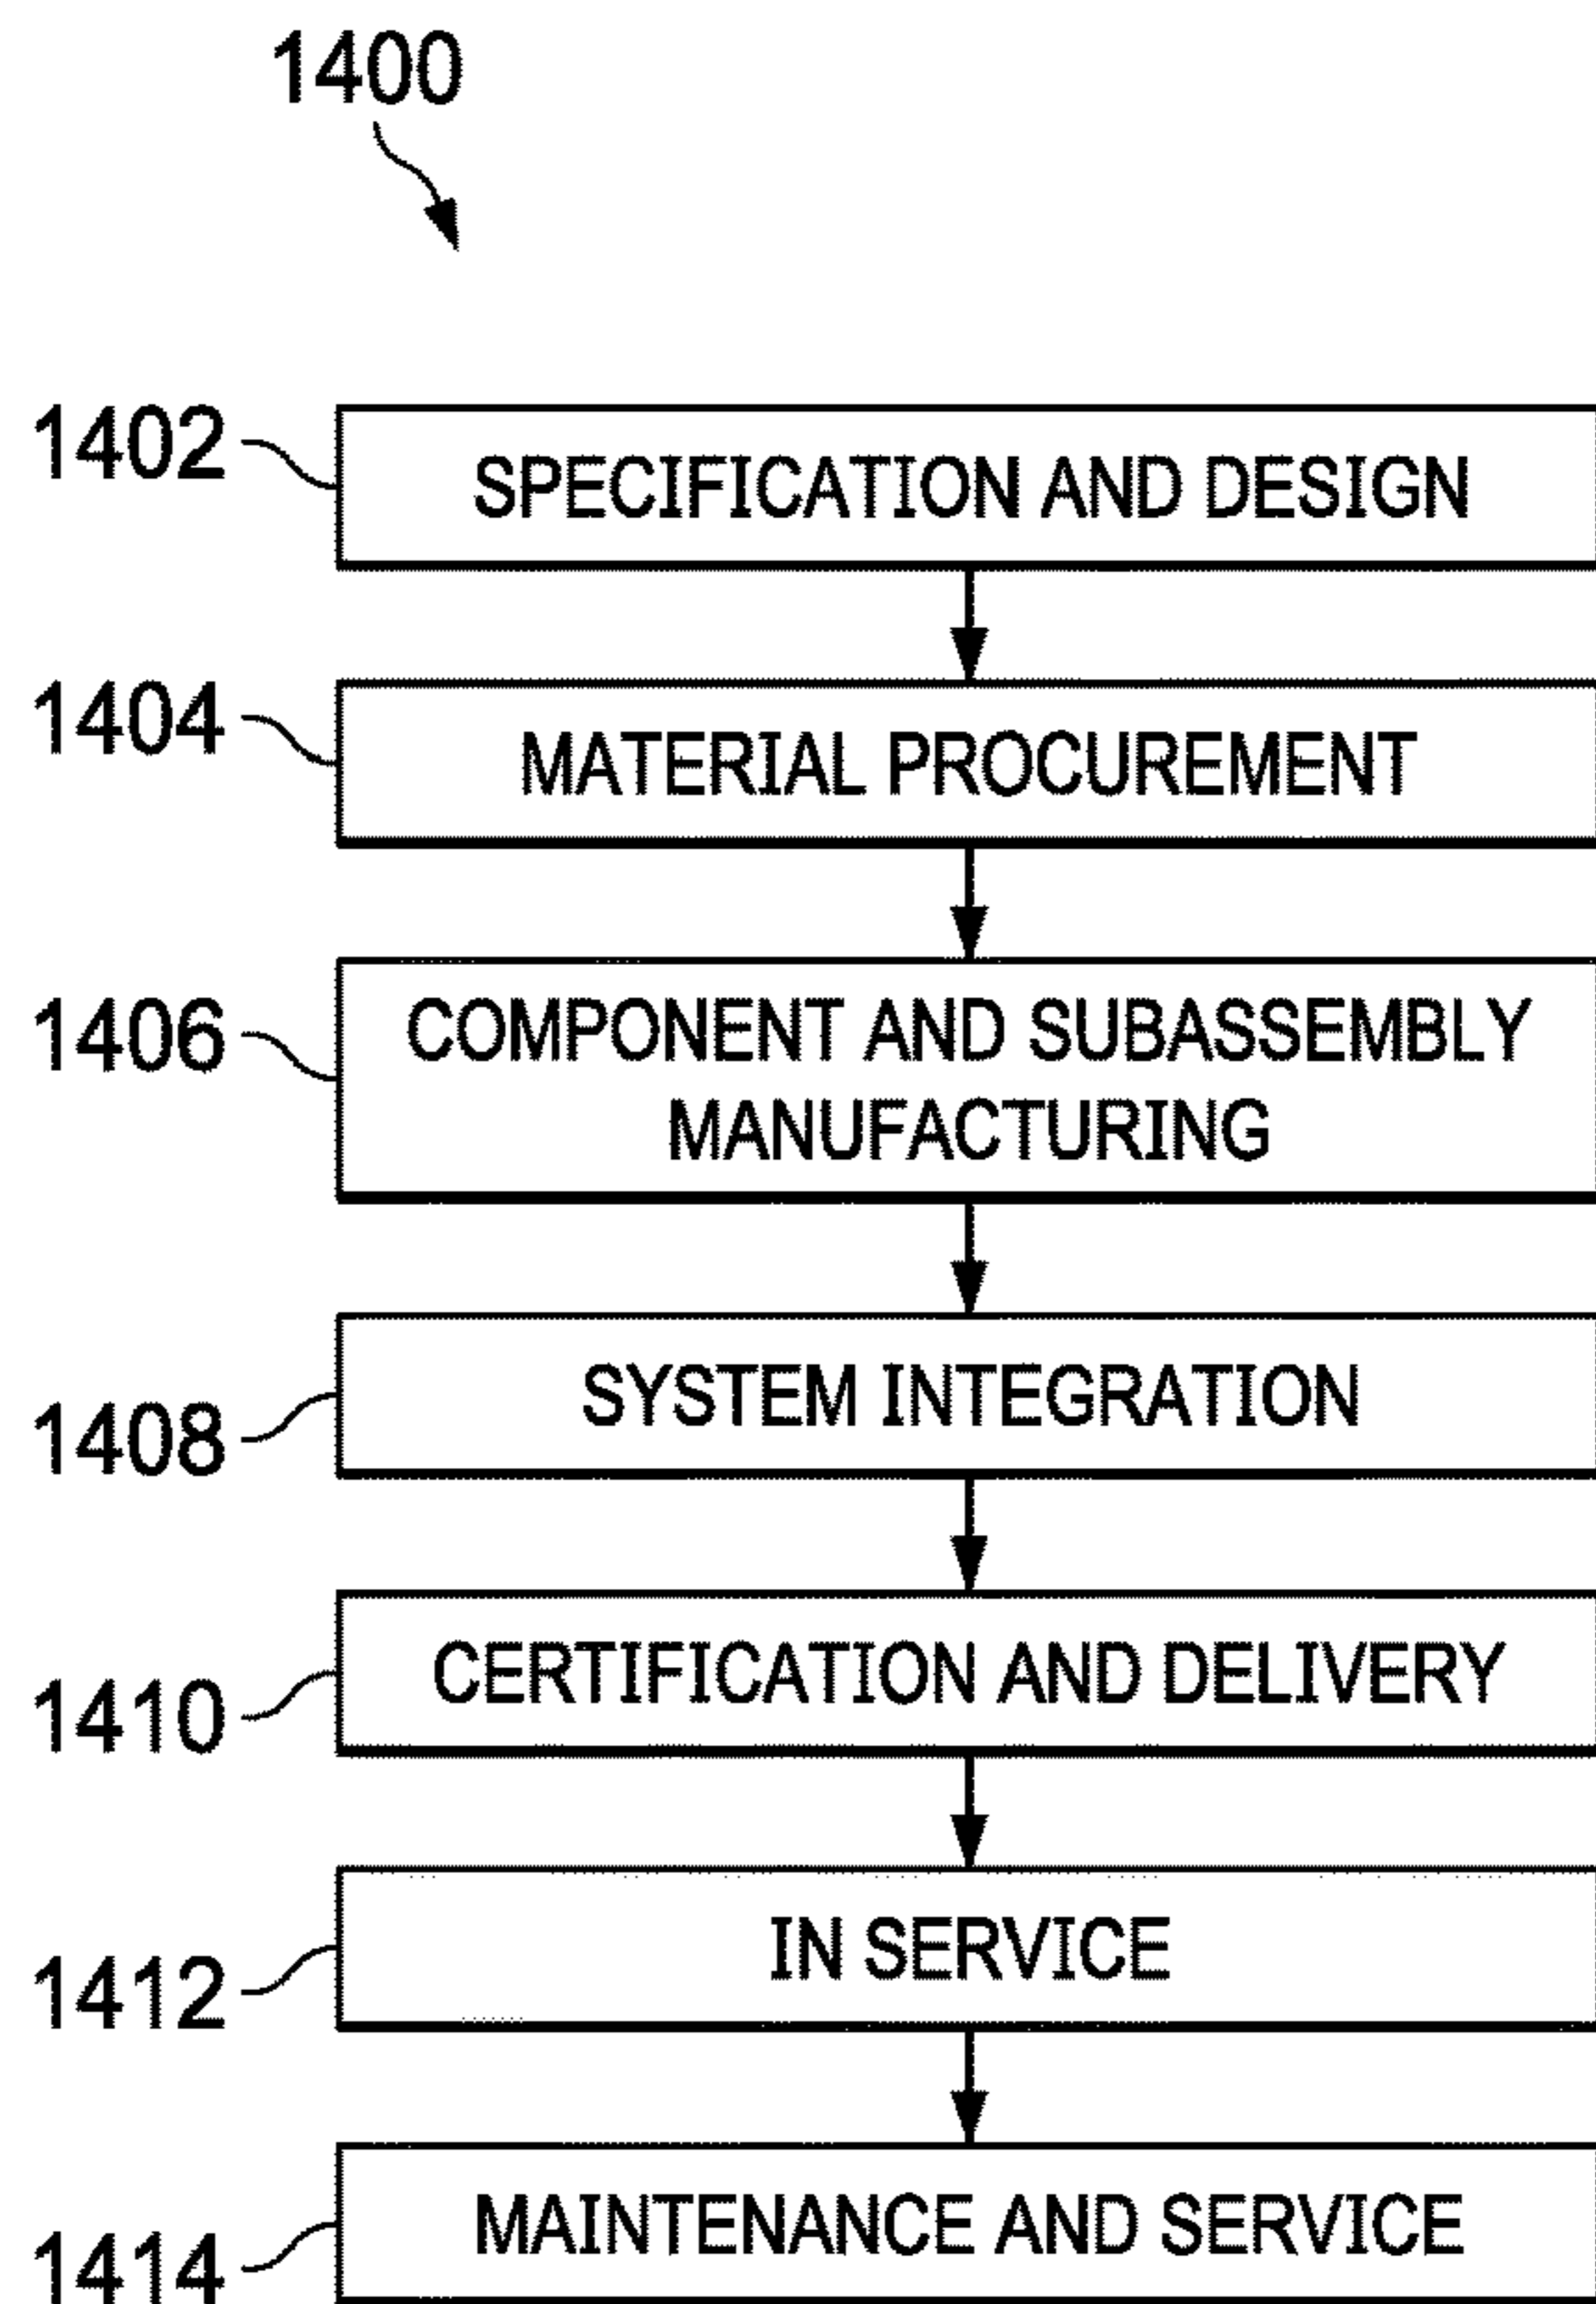 1400
1402
SPECIFICATION AND DESIGN
1404
MATERIAL PROCUREMENT
1406
COMPONENT AND SUBASSEMBLY
MANUFACTURING
1408
SYSTEM INTEGRATION
1410
CERTIFICATION AND DELIVERY
1412
IN SERVICE
1414
MAINTENANCE AND SERVICE